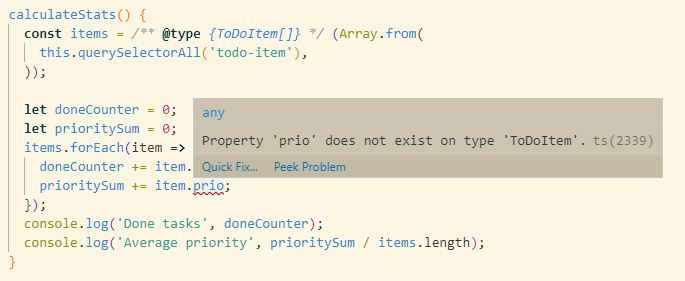 calculateStats() {
const items = /** @type {ToDoItem[]} */ (Array.from(
this.querySelectorAll('todo-item'),
));
let doneCounter = 0;
let prioritySum = 0;
items.forEach(item =>
doneCounter += item.
prioritySum += item.prio;
});
console.log('Done tasks', doneCounter);
console.log('Average priority', prioritySum / items.length);
}
any
Property 'prio' does not exist on type 'ToDoItem'. ts(2339)
Quick Fix... Peek Problem